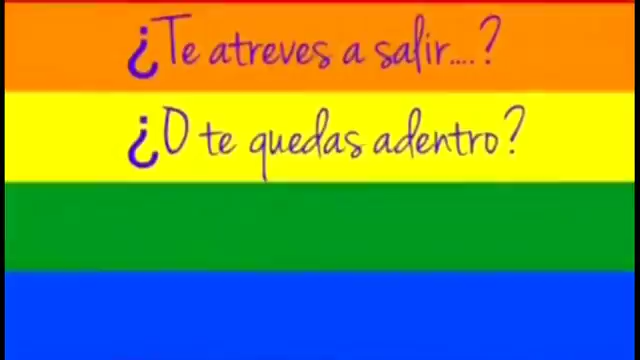 ¿Te atreves a salir....?
¿O te quedas adentro?